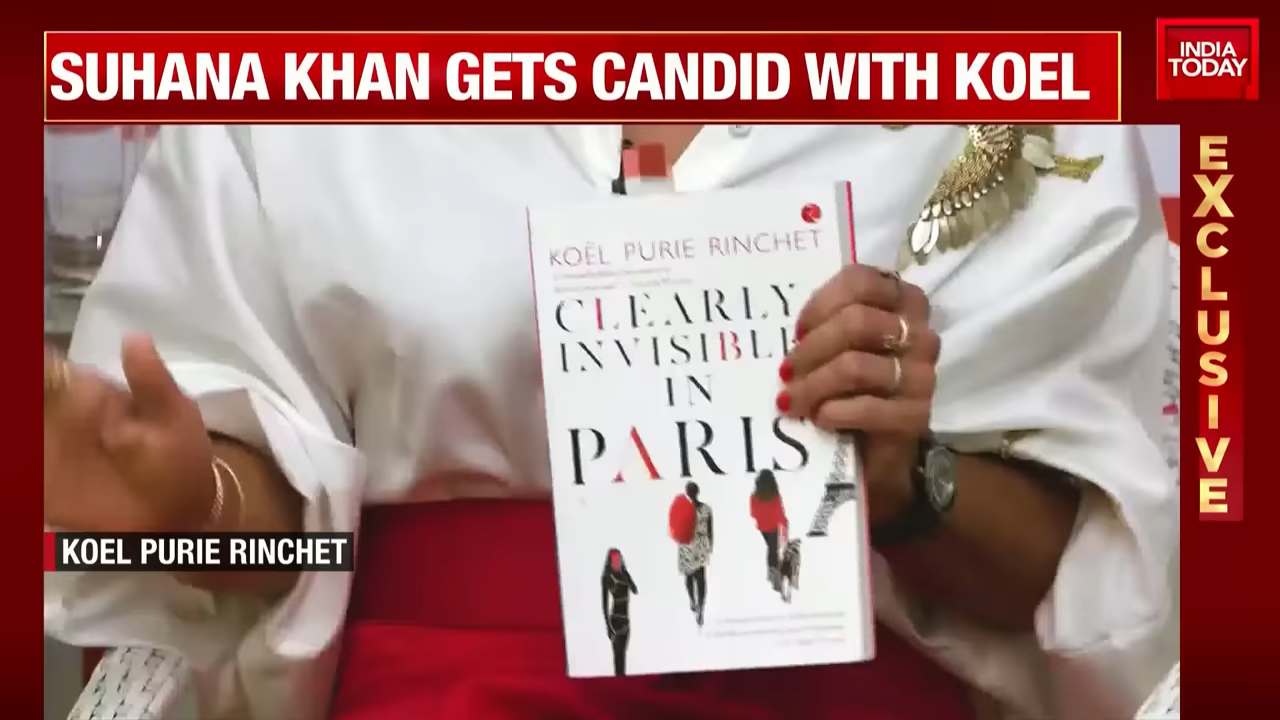 SUHANA KHAN GETS CANDID WITH KOEL
INDIA
TODAY
EXCLUSIVE
KOËL PURIE RINCHET
CLEARLY
INVISIBLE
IN
PARIS
KOEL PURIE RINCHET